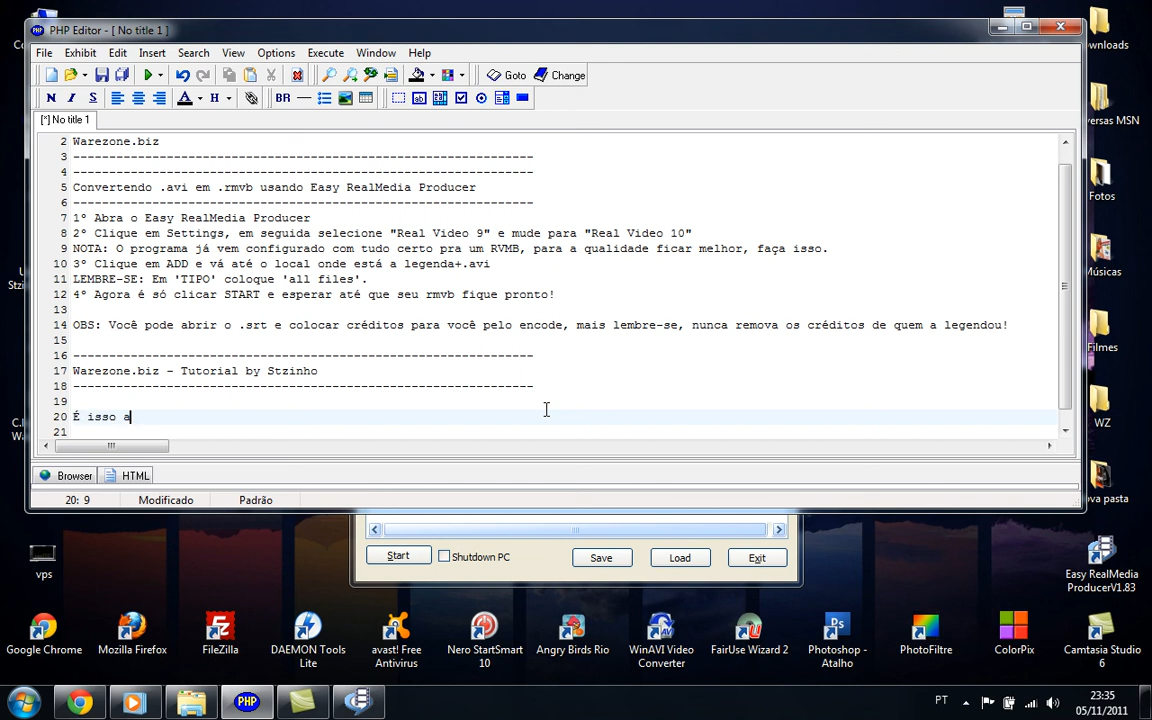 PHP Editor - [ No title 1 ]
File Exhibit Edit Insert Search View Options Execute Window Help
Goto Change
N I S A H BR
[*] No title 1
2 Warezone.biz
3 ----------------------------------------------------------------
4 ----------------------------------------------------------------
5 Convertendo .avi em .rmvb usando Easy RealMedia Producer
6 ----------------------------------------------------------------
7 1º Abra o Easy RealMedia Producer
8 2º Clique em Settings, em seguida selecione "Real Video 9" e mude para "Real Video 10"
9 NOTA: O programa já vem configurado com tudo certo pra um RVMB, para a qualidade ficar melhor, faça isso.
10 3º Clique em ADD e vá até o local onde está a legenda+.avi
11 LEMBRE-SE: Em 'TIPO' coloque 'all files'.
12 4º Agora é só clicar START e esperar até que seu rmvb fique pronto!
13
14 OBS: Você pode abrir o .srt e colocar créditos para você pelo encode, mais lembre-se, nunca remova os créditos de quem a legendou!
15
16 ----------------------------------------------------------------
17 Warezone.biz - Tutorial by Stzinho
18 ----------------------------------------------------------------
19
20 É isso a
21
Browser HTML
20: 9 Modificado Padrão
Start Shutdown PC Save Load Exit
ownloads
versas MSN
Fotos
Músicas
Filmes
WZ
ova pasta
Easy RealMedia
ProducerV1.83
vps
Google Chrome
Mozilla Firefox
FileZilla
DAEMON Tools
Lite
avast! Free
Antivirus
Nero StartSmart
10
Angry Birds Rio
WinAVI Video
Converter
FairUse Wizard 2
Photoshop -
Atalho
PhotoFiltre
ColorPix
Camtasia Studio
6
PHP
PT
23:35
05/11/2011